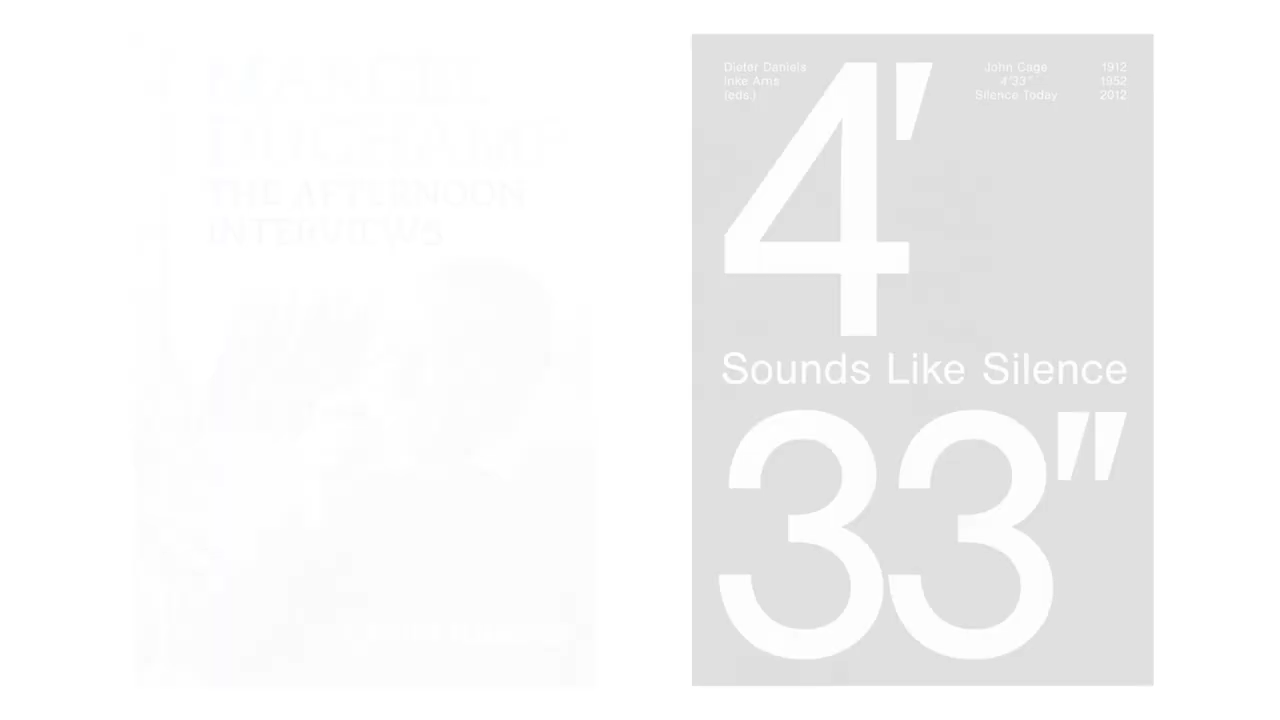 MARCEL
DUCHAMP
THE AFTERNOON
INTERVIEWS
Dieter Daniels
Inke Arns
(eds.)
John Cage
4'33"
Silence Today
1912
1952
2012
4'
Sounds Like Silence
33"